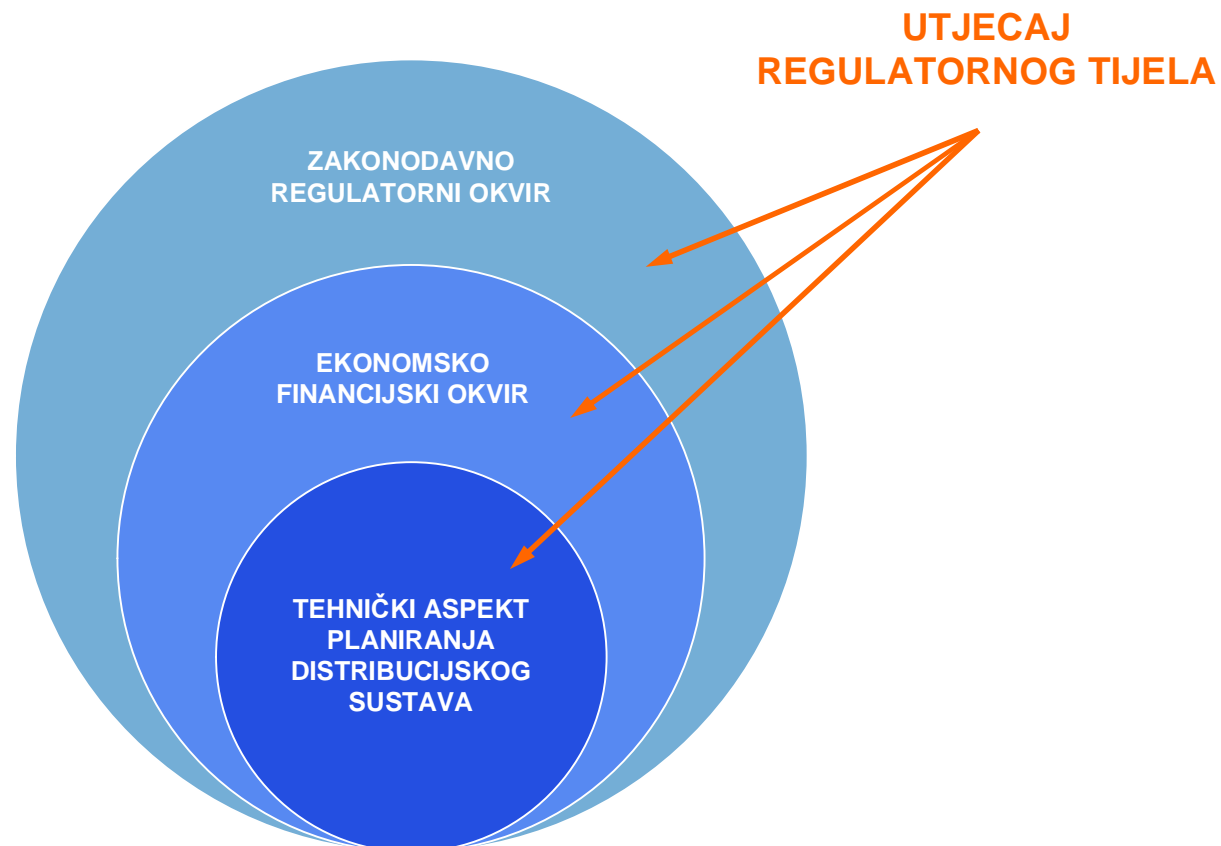 UTJECAJ
REGULATORNOG TIJELA
ZAKONODAVNO
REGULATORNI OKVIR
EKONOMSKO
FINANCIJSKI OKVIR
TEHNIČKI ASPEKT
PLANIRANJA
DISTRIBUCIJSKOG
SUSTAVA